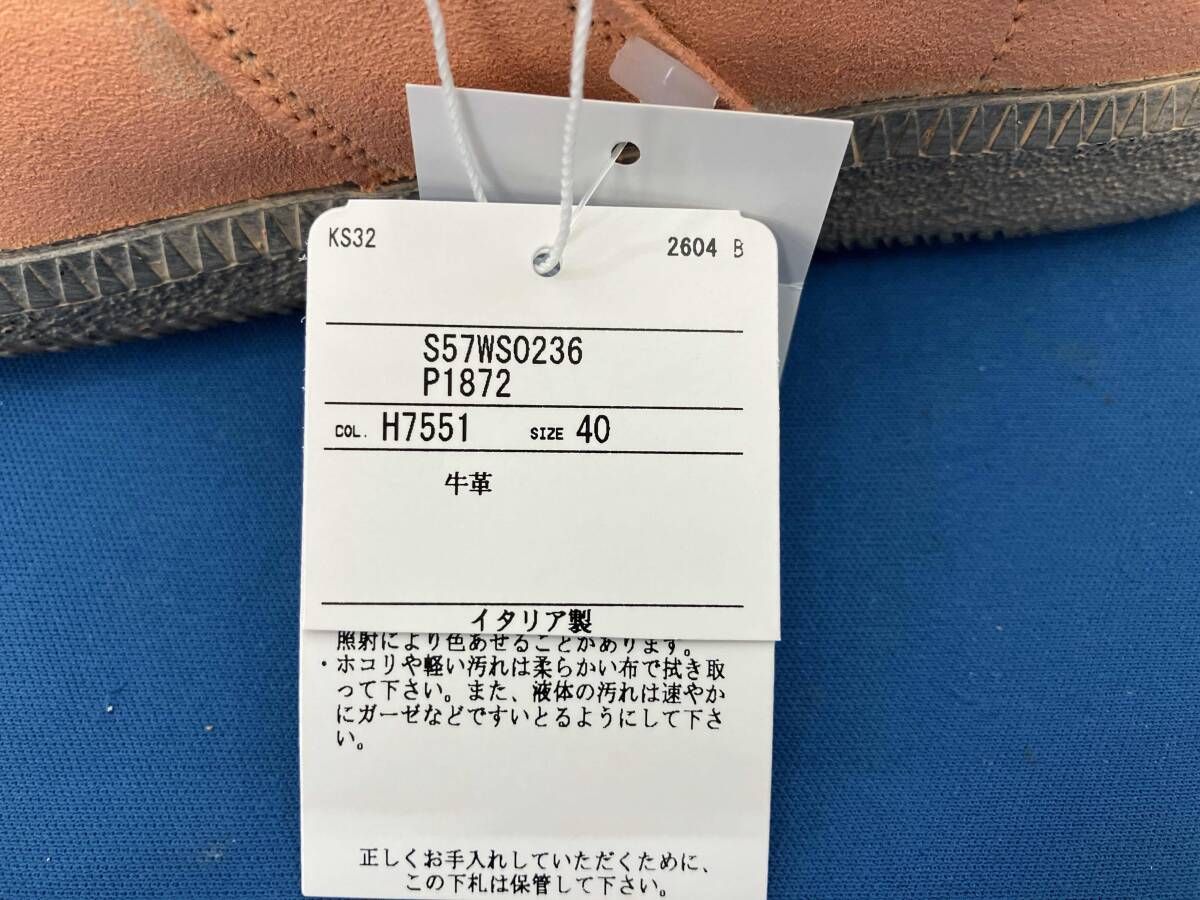 KS32
2604 B
S57WS0236
P1872
COL. H7551 SIZE 40
牛革
イタリア製
照射により色あせることがあります。
・ホコリや軽い汚れは柔らかい布で拭き取
って下さい。また、液体の汚れは速やか
にガーゼなどですいとるようにして下さ
い。
正しくお手入れしていただくために、
この下札は保管して下さい。